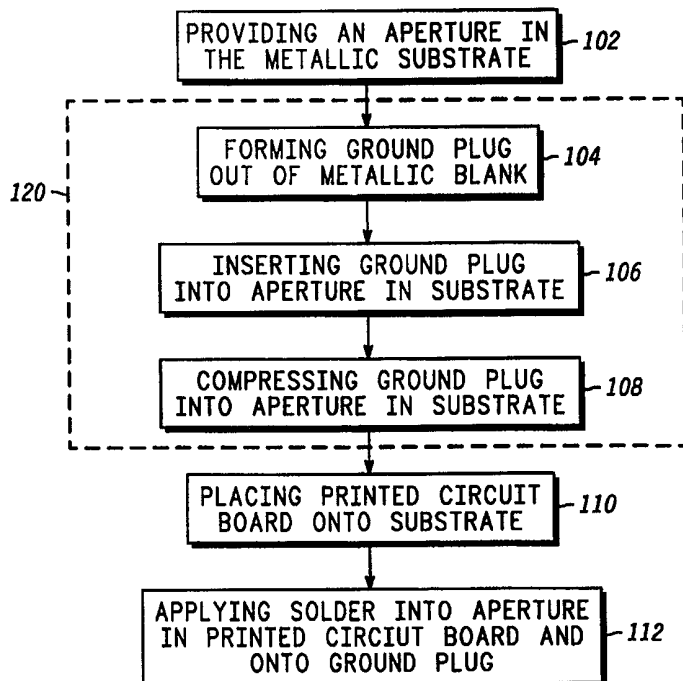 PROVIDING AN APERTURE IN
THE METALLIC SUBSTRATE
102
FORMING GROUND PLUG
OUT OF METALLIC BLANK
104
120
INSERTING GROUND PLUG
INTO APERTURE IN SUBSTRATE
106
COMPRESSING GROUND PLUG
INTO APERTURE IN SUBSTRATE
108
PLACING PRINTED CIRCUIT
BOARD ONTO SUBSTRATE
110
APPLYING SOLDER INTO APERTURE
IN PRINTED CIRCIUT BOARD AND
ONTO GROUND PLUG
112